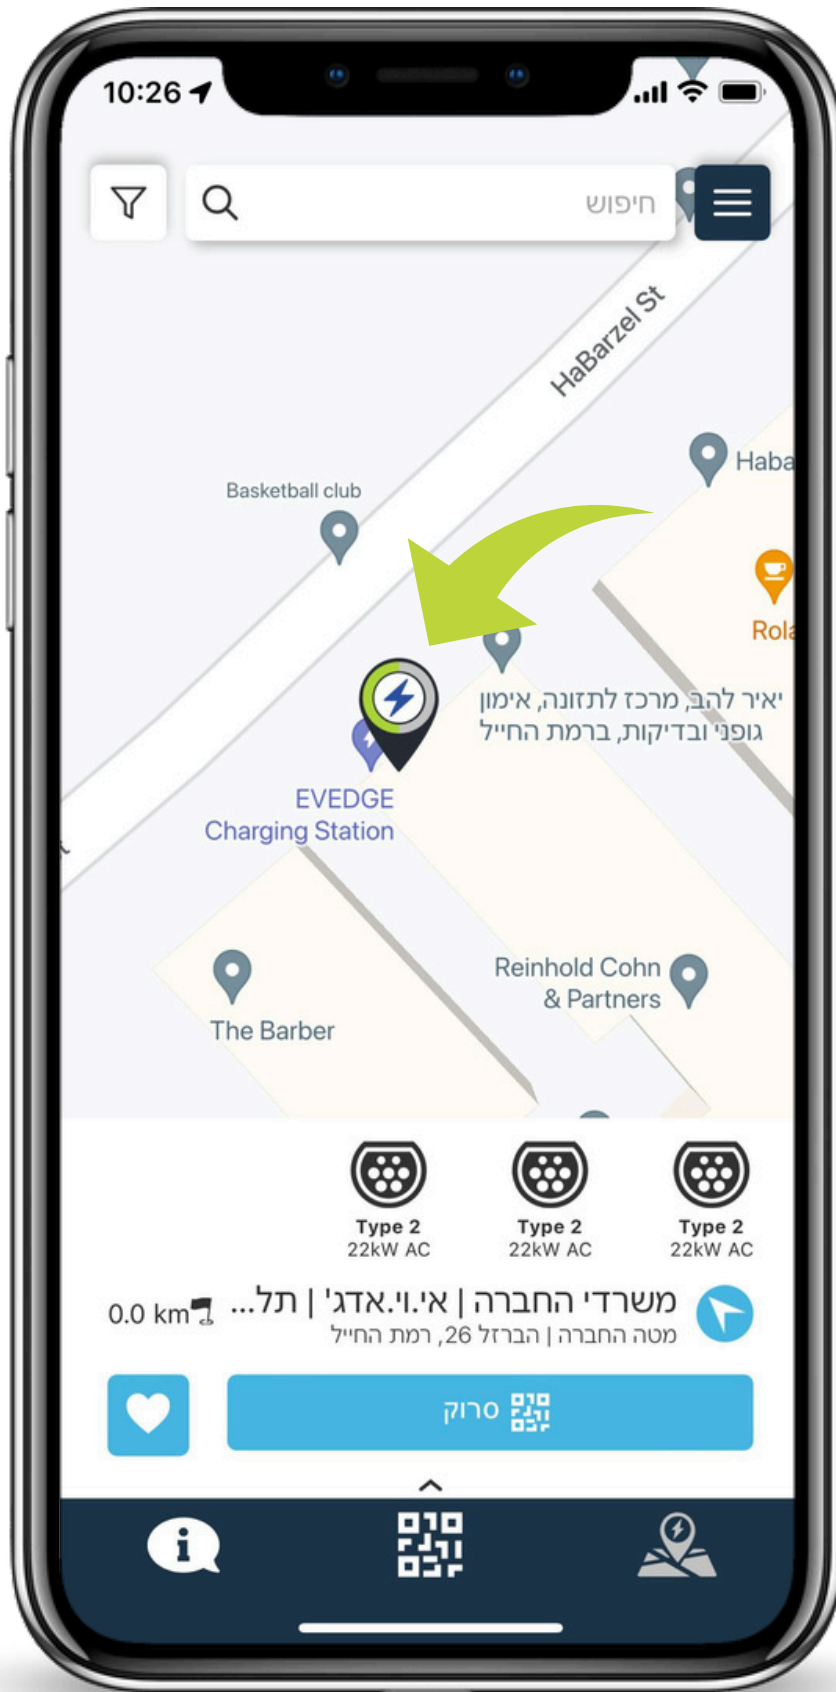 10:26
חיפוש
HaBarzel St
Haba
Basketball club
Rola
יאיר להב, מרכז לתזונה, אימון
גופני ובדיקות, ברמת החייל
EVEDGE
Charging Station
Reinhold Cohn
& Partners
The Barber
Type 2
22kW AC
Type 2
22kW AC
Type 2
22kW AC
משרדי החברה | אי.וי.אדג' | תל...
0.0 km
מטה החברה | הברזל 26, רמת החייל
סרוק